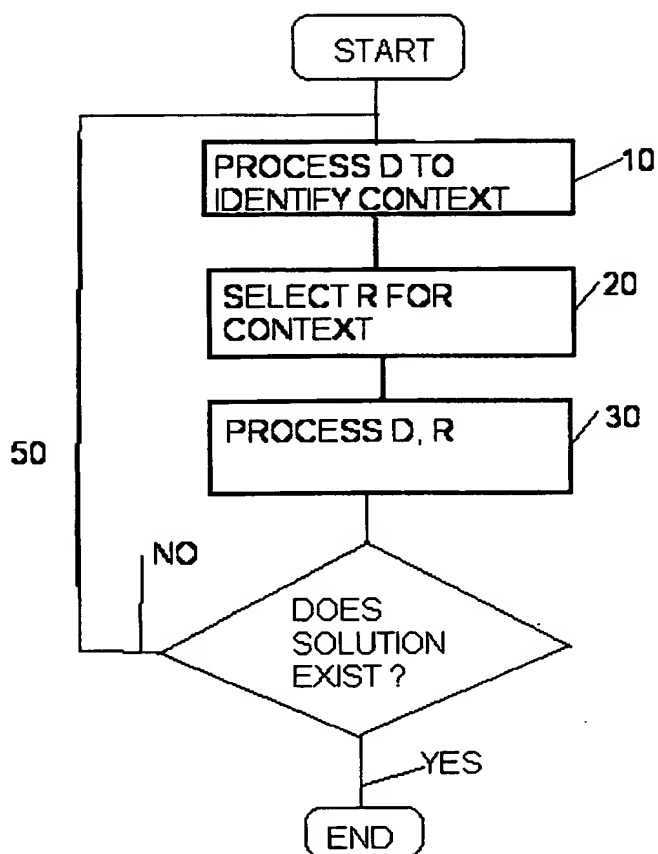 START
PROCESS D TO
IDENTIFY CONTEXT
10
SELECT R FOR
CONTEXT
20
PROCESS D, R
30
50
NO
DOES
SOLUTION
EXIST ?
YES
END